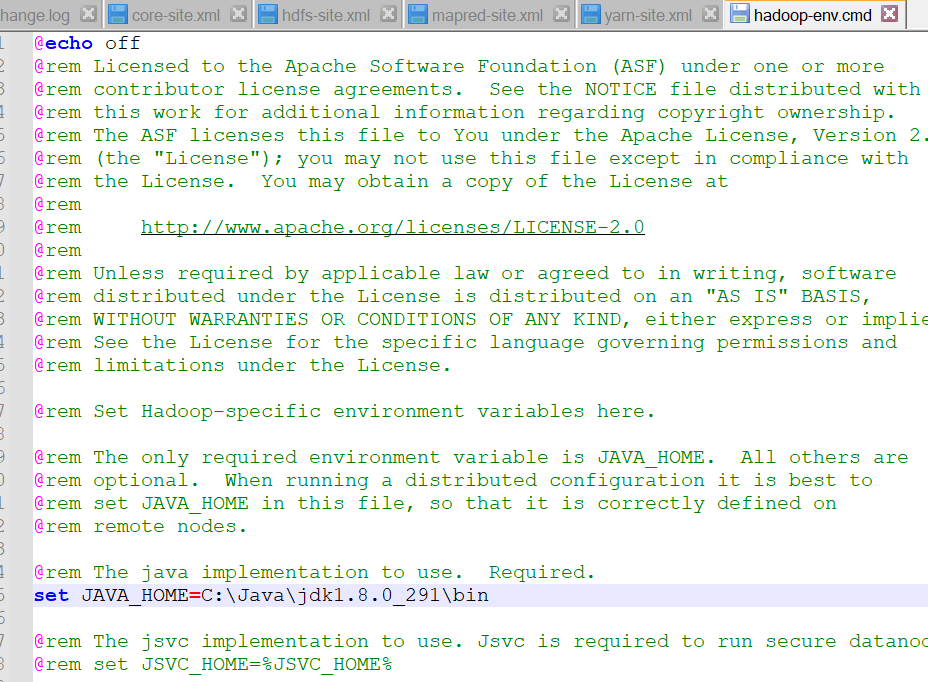 hange.log core-site.xml hdfs-site.xml mapred-site.xml yarn-site.xml hadoop-env.cmd
@echo off
@rem Licensed to the Apache Software Foundation (ASF) under one or more
@rem contributor license agreements.  See the NOTICE file distributed with
@rem this work for additional information regarding copyright ownership.
@rem The ASF licenses this file to You under the Apache License, Version 2.
@rem (the "License"); you may not use this file except in compliance with
@rem the License.  You may obtain a copy of the License at
@rem
@rem     http://www.apache.org/licenses/LICENSE-2.0
@rem
@rem Unless required by applicable law or agreed to in writing, software
@rem distributed under the License is distributed on an "AS IS" BASIS,
@rem WITHOUT WARRANTIES OR CONDITIONS OF ANY KIND, either express or implie
@rem See the License for the specific language governing permissions and
@rem limitations under the License.
@rem Set Hadoop-specific environment variables here.
@rem The only required environment variable is JAVA_HOME.  All others are
@rem optional.  When running a distributed configuration it is best to
@rem set JAVA_HOME in this file, so that it is correctly defined on
@rem remote nodes.
@rem The java implementation to use.  Required.
set JAVA_HOME=C:\Java\jdk1.8.0_291\bin
@rem The jsvc implementation to use. Jsvc is required to run secure datano
@rem set JSVC_HOME=%JSVC_HOME%